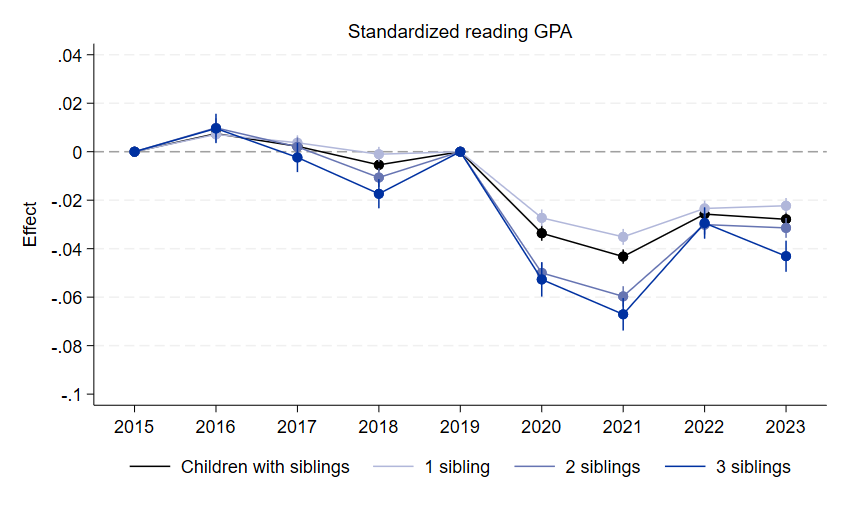 Standardized reading GPA
.04
.02
0
-.02
-.04
-.06
-.08
-.1
Effect
2015 2016 2017 2018 2019 2020 2021 2022 2023
Children with siblings 1 sibling 2 siblings 3 siblings